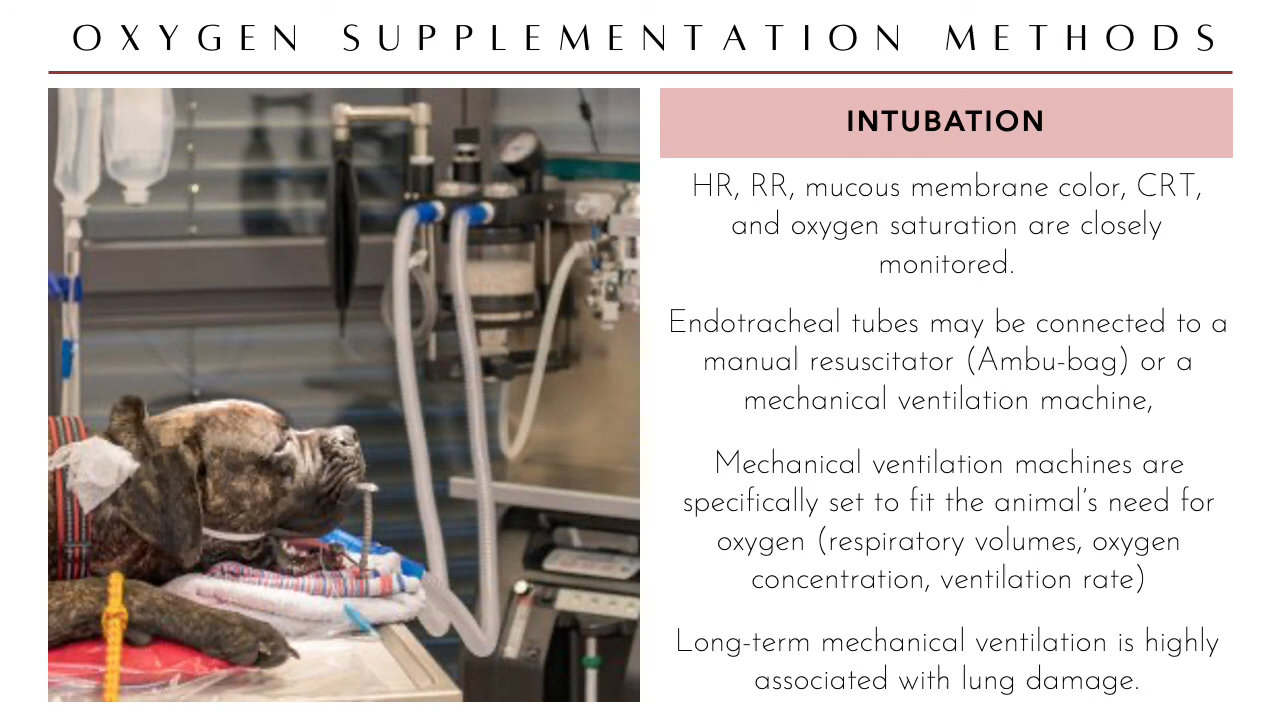 OXYGEN SUPPLEMENTATION METHODS
INTUBATION
HR, RR, mucous membrane color, CRT,
and oxygen saturation are closely
monitored.
Endotracheal tubes may be connected to a
manual resuscitator (Ambu-bag) or a
mechanical ventilation machine,
Mechanical ventilation machines are
specifically set to fit the animal's need for
oxygen (respiratory volumes, oxygen
concentration, ventilation rate)
Long-term mechanical ventilation is highly
associated with lung damage.